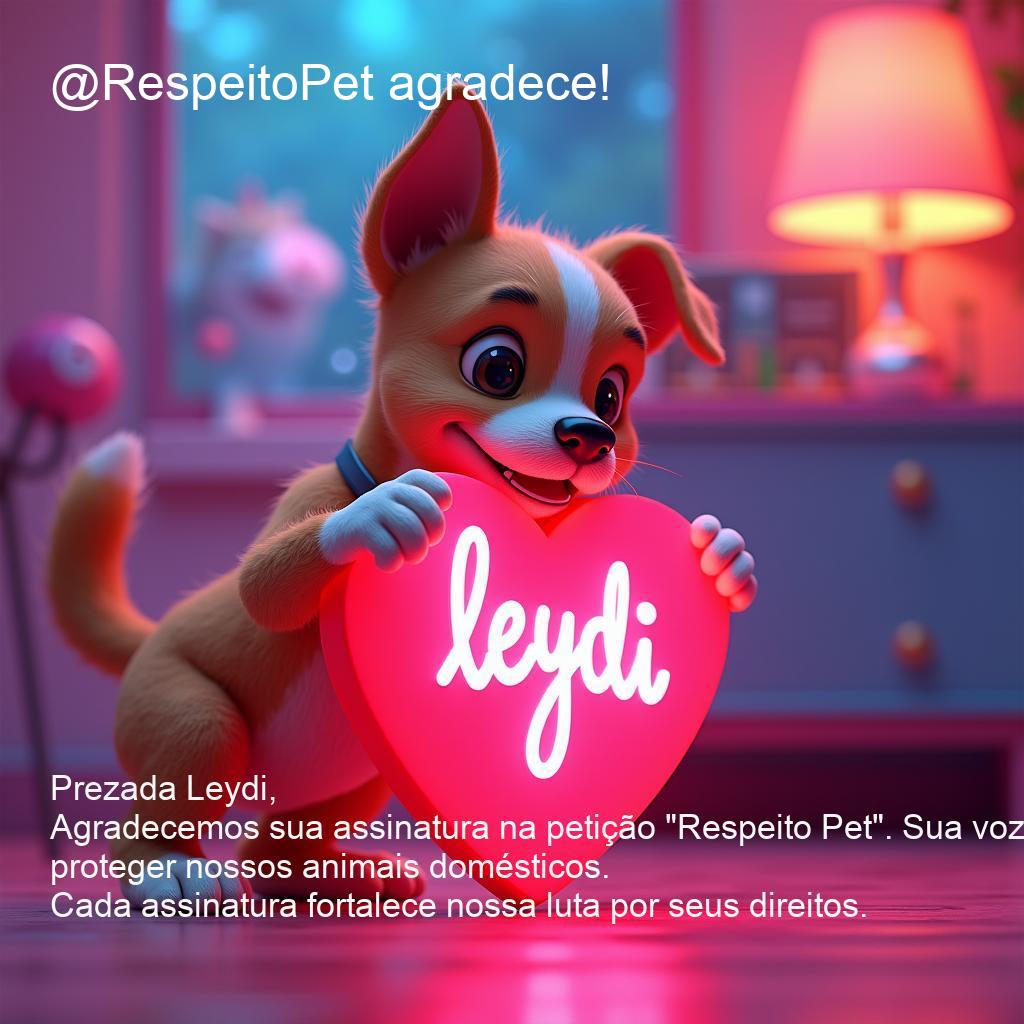 @RespeitoPet agradece!
leydi
Prezada Leydi,
Agradecemos sua assinatura na petição "Respeito Pet". Sua voz
proteger nossos animais domésticos.
Cada assinatura fortalece nossa luta por seus direitos.